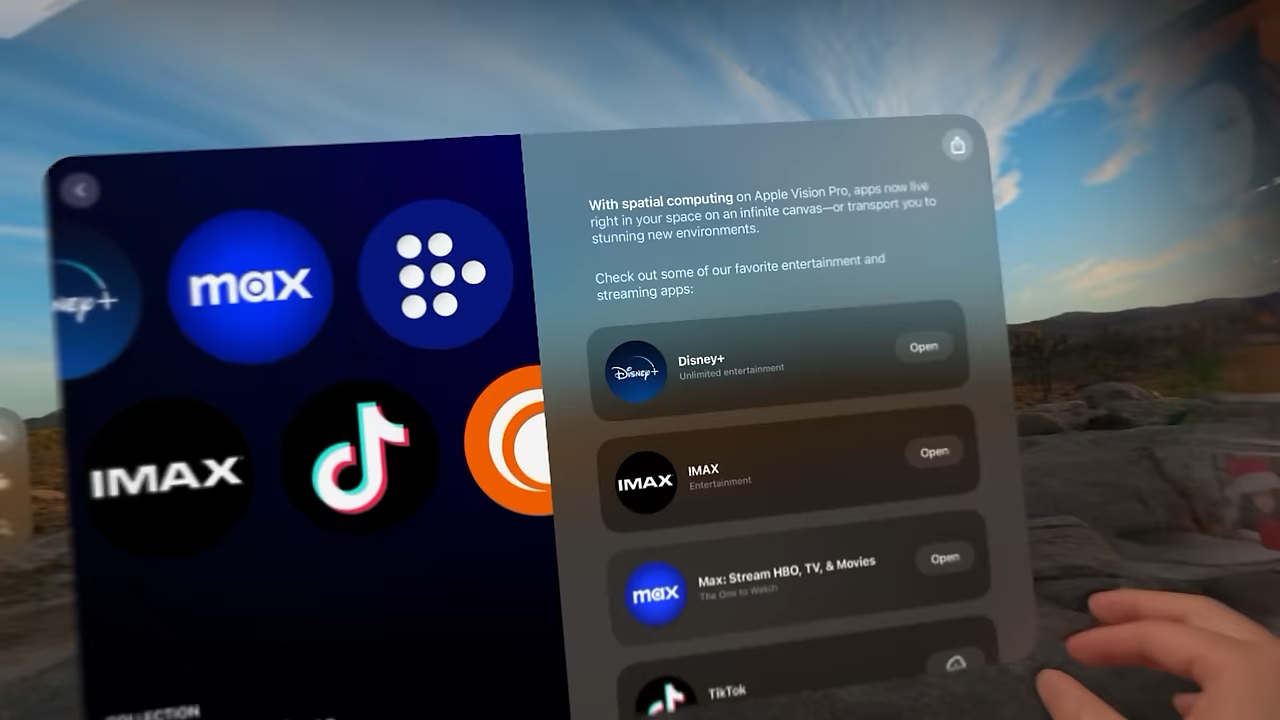 max
IMAX
COLLECTION
With spatial computing on Apple Vision Pro, apps now live
right in your space on an infinite canvas—or transport you to
stunning new environments.
Check out some of our favorite entertainment and
streaming apps:
Disney+
Disney+
Unlimited entertainment
Open
IMAX
IMAX
Entertainment
Open
max
Max: Stream HBO, TV, & Movies
The One to Watch
Open
TikTok